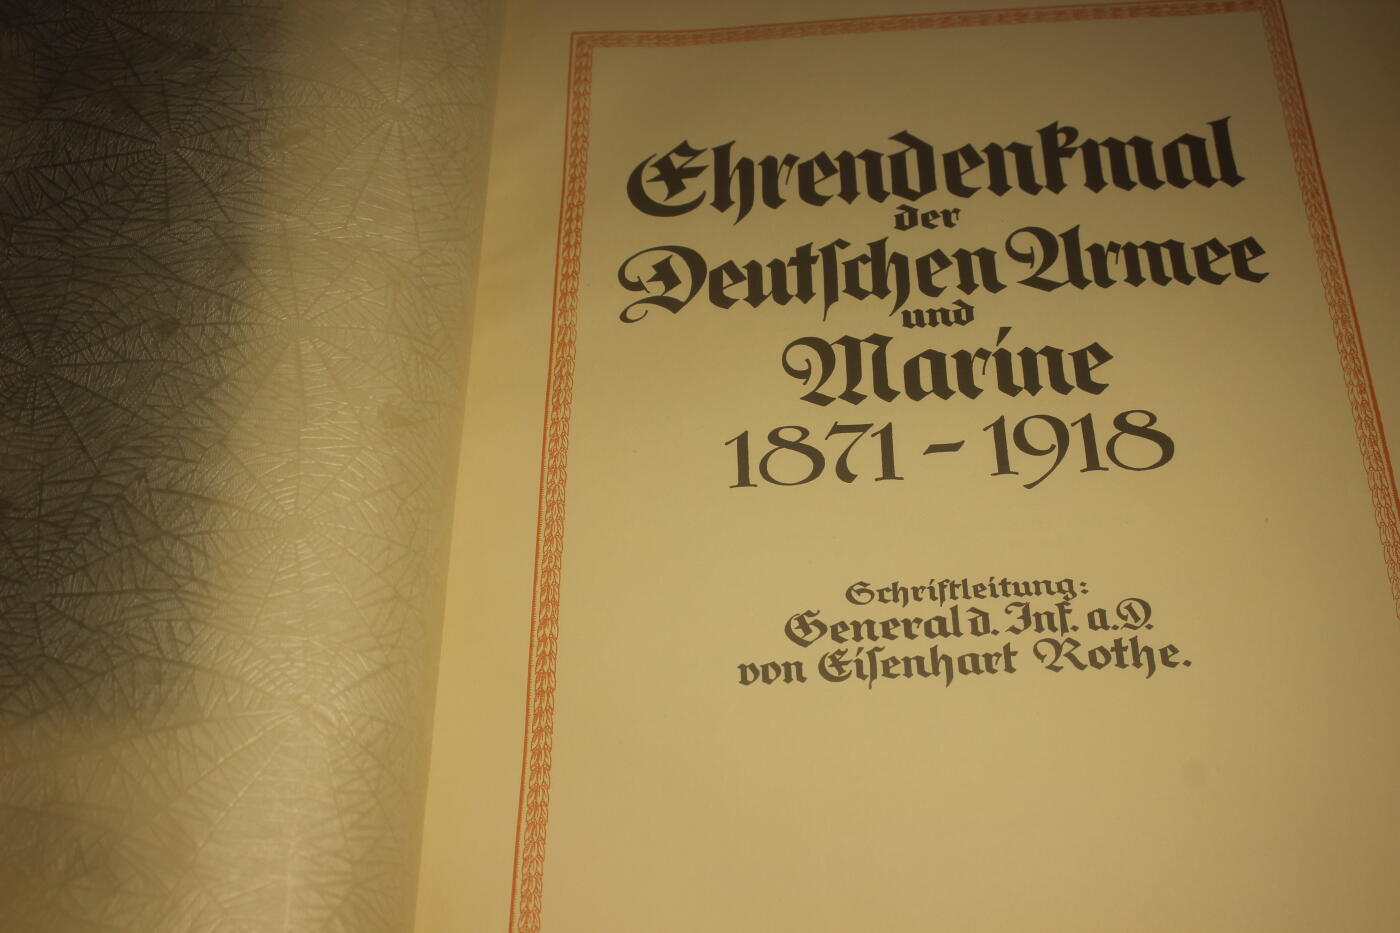 Ehrendenkmal
der
Deutſchen Armee
und
Marine
1871 - 1918
Schriftleitung:
General d. Inf. a. D.
von Eiſenhart Rothe.